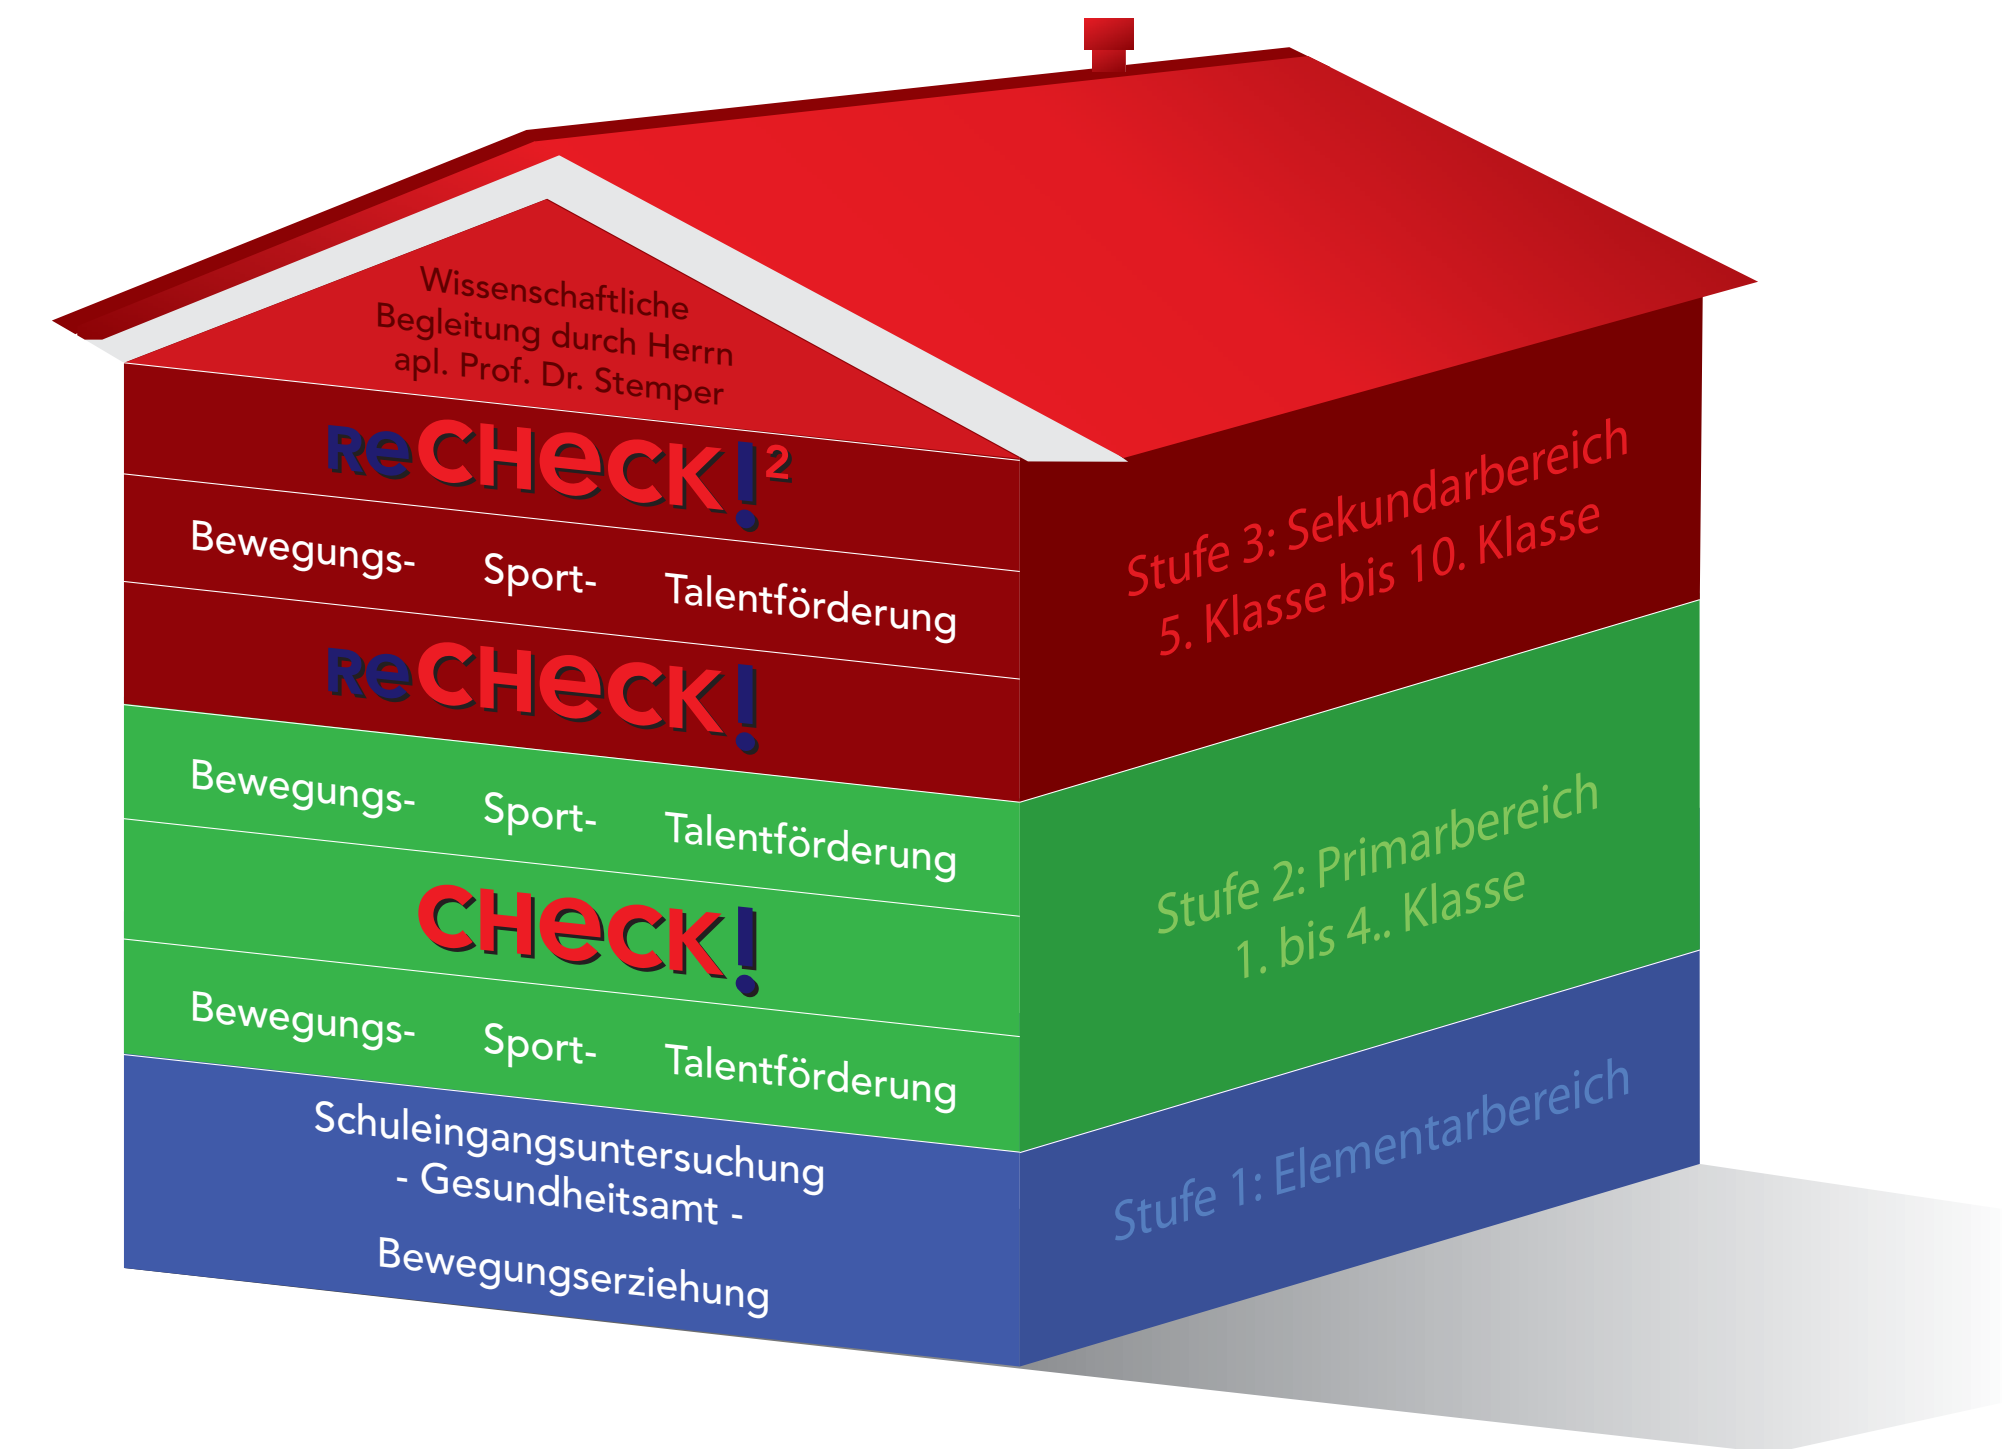 Wissenschaftliche
Begleitung durch Herrn
apl. Prof. Dr. Stemper
ReCHeCK!²
Bewegungs- Sport- Talentförderung
ReCHeCK!
Bewegungs- Sport- Talentförderung
CHeCK!
Bewegungs- Sport- Talentförderung
Schuleingangsuntersuchung
- Gesundheitsamt -
Bewegungserziehung
Stufe 3: Sekundarbereich
5. Klasse bis 10. Klasse
Stufe 2: Primarbereich
1. bis 4.. Klasse
Stufe 1: Elementarbereich